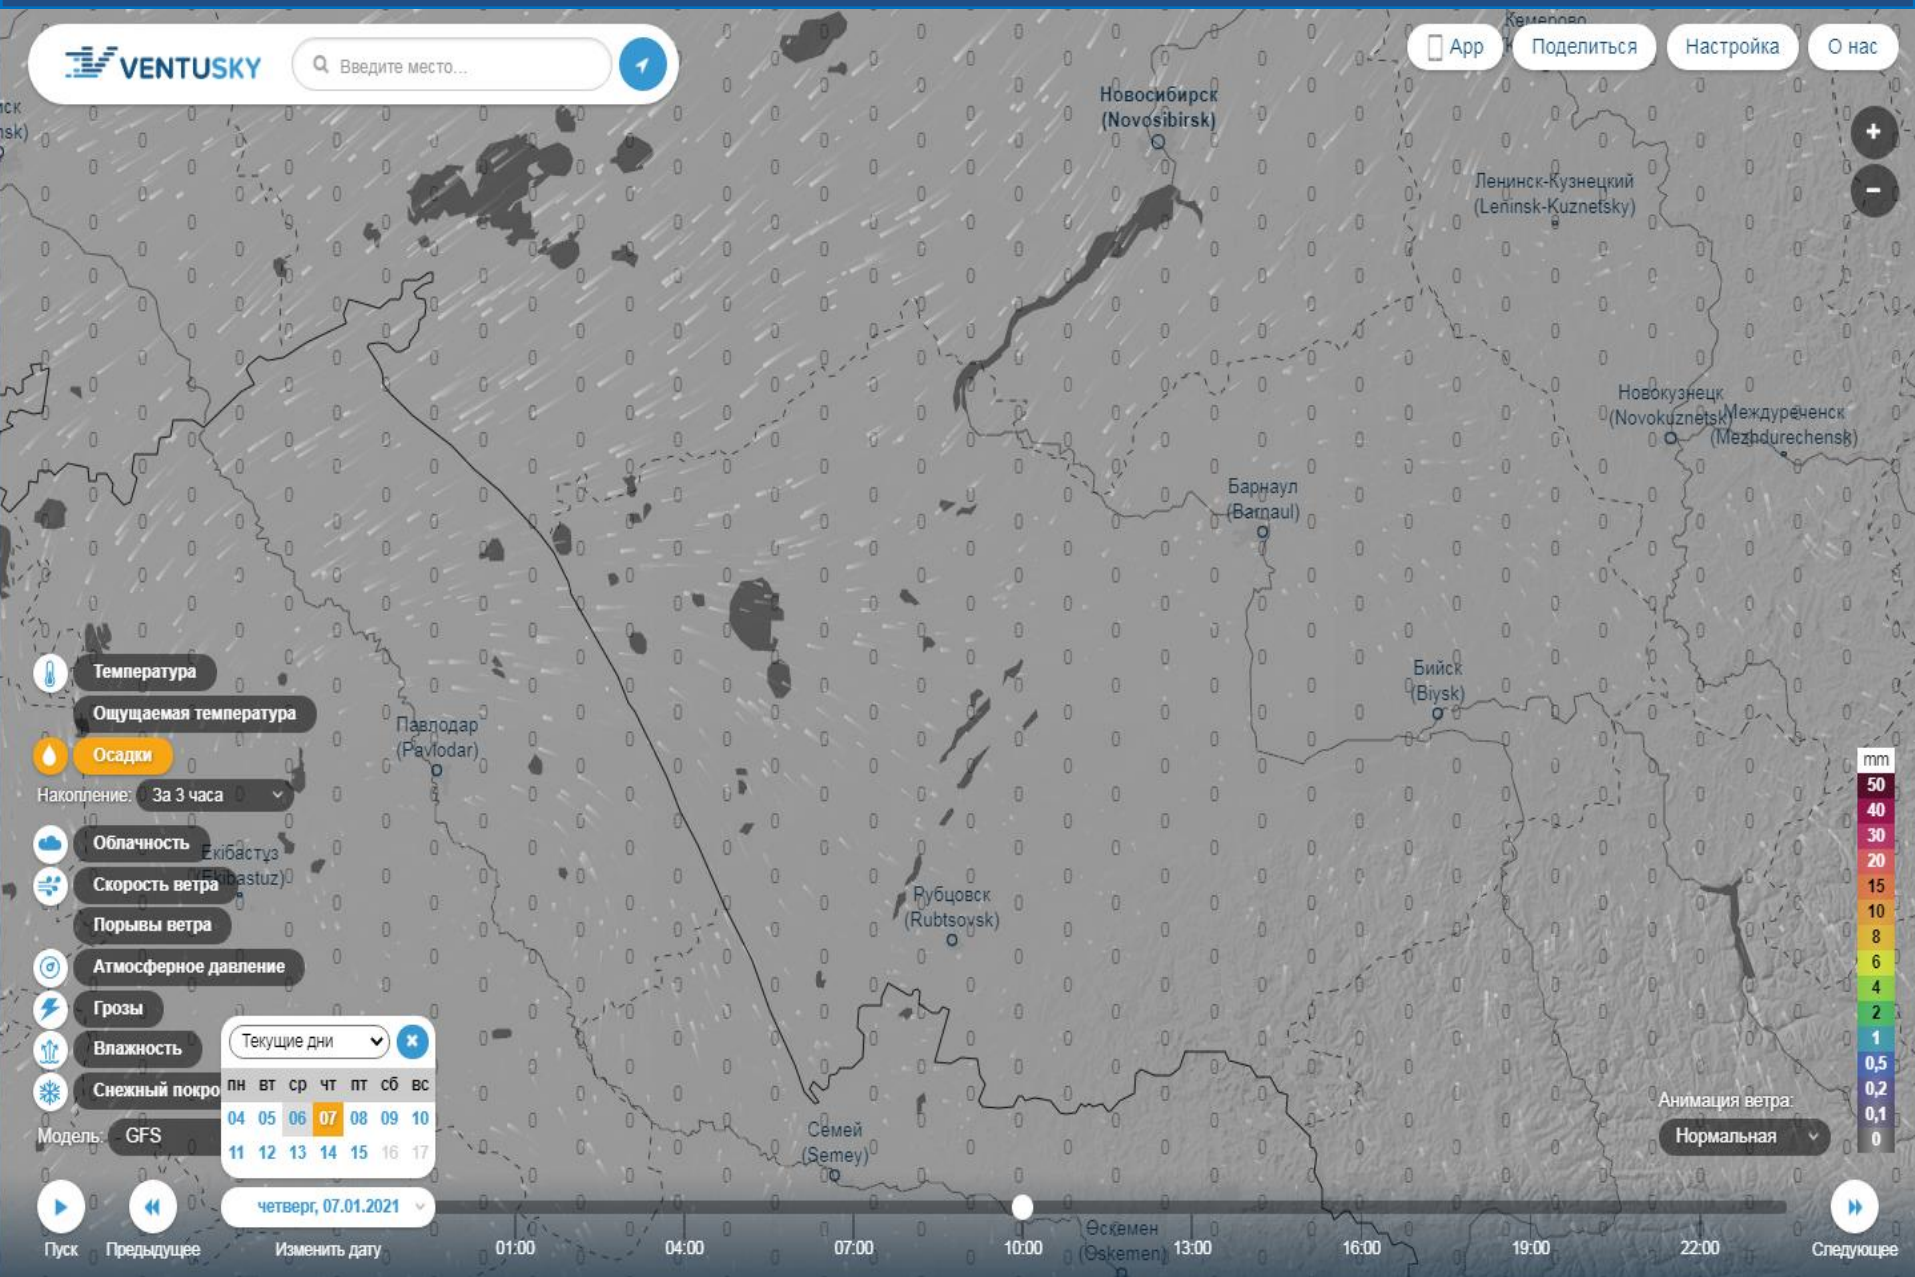 VENTUSKY
Введите место...
App
Поделиться
Настройка
О нас
Кемерово
Новосибирск
(Novosibirsk)
Ленинск-Кузнецкий
(Leninsk-Kuznetsky)
Новокузнецк
(Novokuznetsk)
Междуреченск
(Mezhdurechensk)
Барнаул
(Barnaul)
Бийск
(Biysk)
Павлодар
(Pavlodar)
Екібастұз
(Ekibastuz)
Рубцовск
(Rubtsovsk)
Семей
(Semey)
Өскемен
(Oskemen)
Температура
Ощущаемая температура
Осадки
Накопление: За 3 часа
Облачность
Скорость ветра
Порывы ветра
Атмосферное давление
Грозы
Влажность
Снежный покро
Модель: GFS
Текущие дни
пн вт ср чт пт сб вс
04 05 06 07 08 09 10
11 12 13 14 15 16 17
четверг, 07.01.2021
Пуск
Предыдущее
Изменить дату
01:00 04:00 07:00 10:00 13:00 16:00 19:00 22:00
Следующее
Анимация ветра:
Нормальная
mm
50
40
30
20
15
10
8
6
4
2
1
0,5
0,2
0,1
0